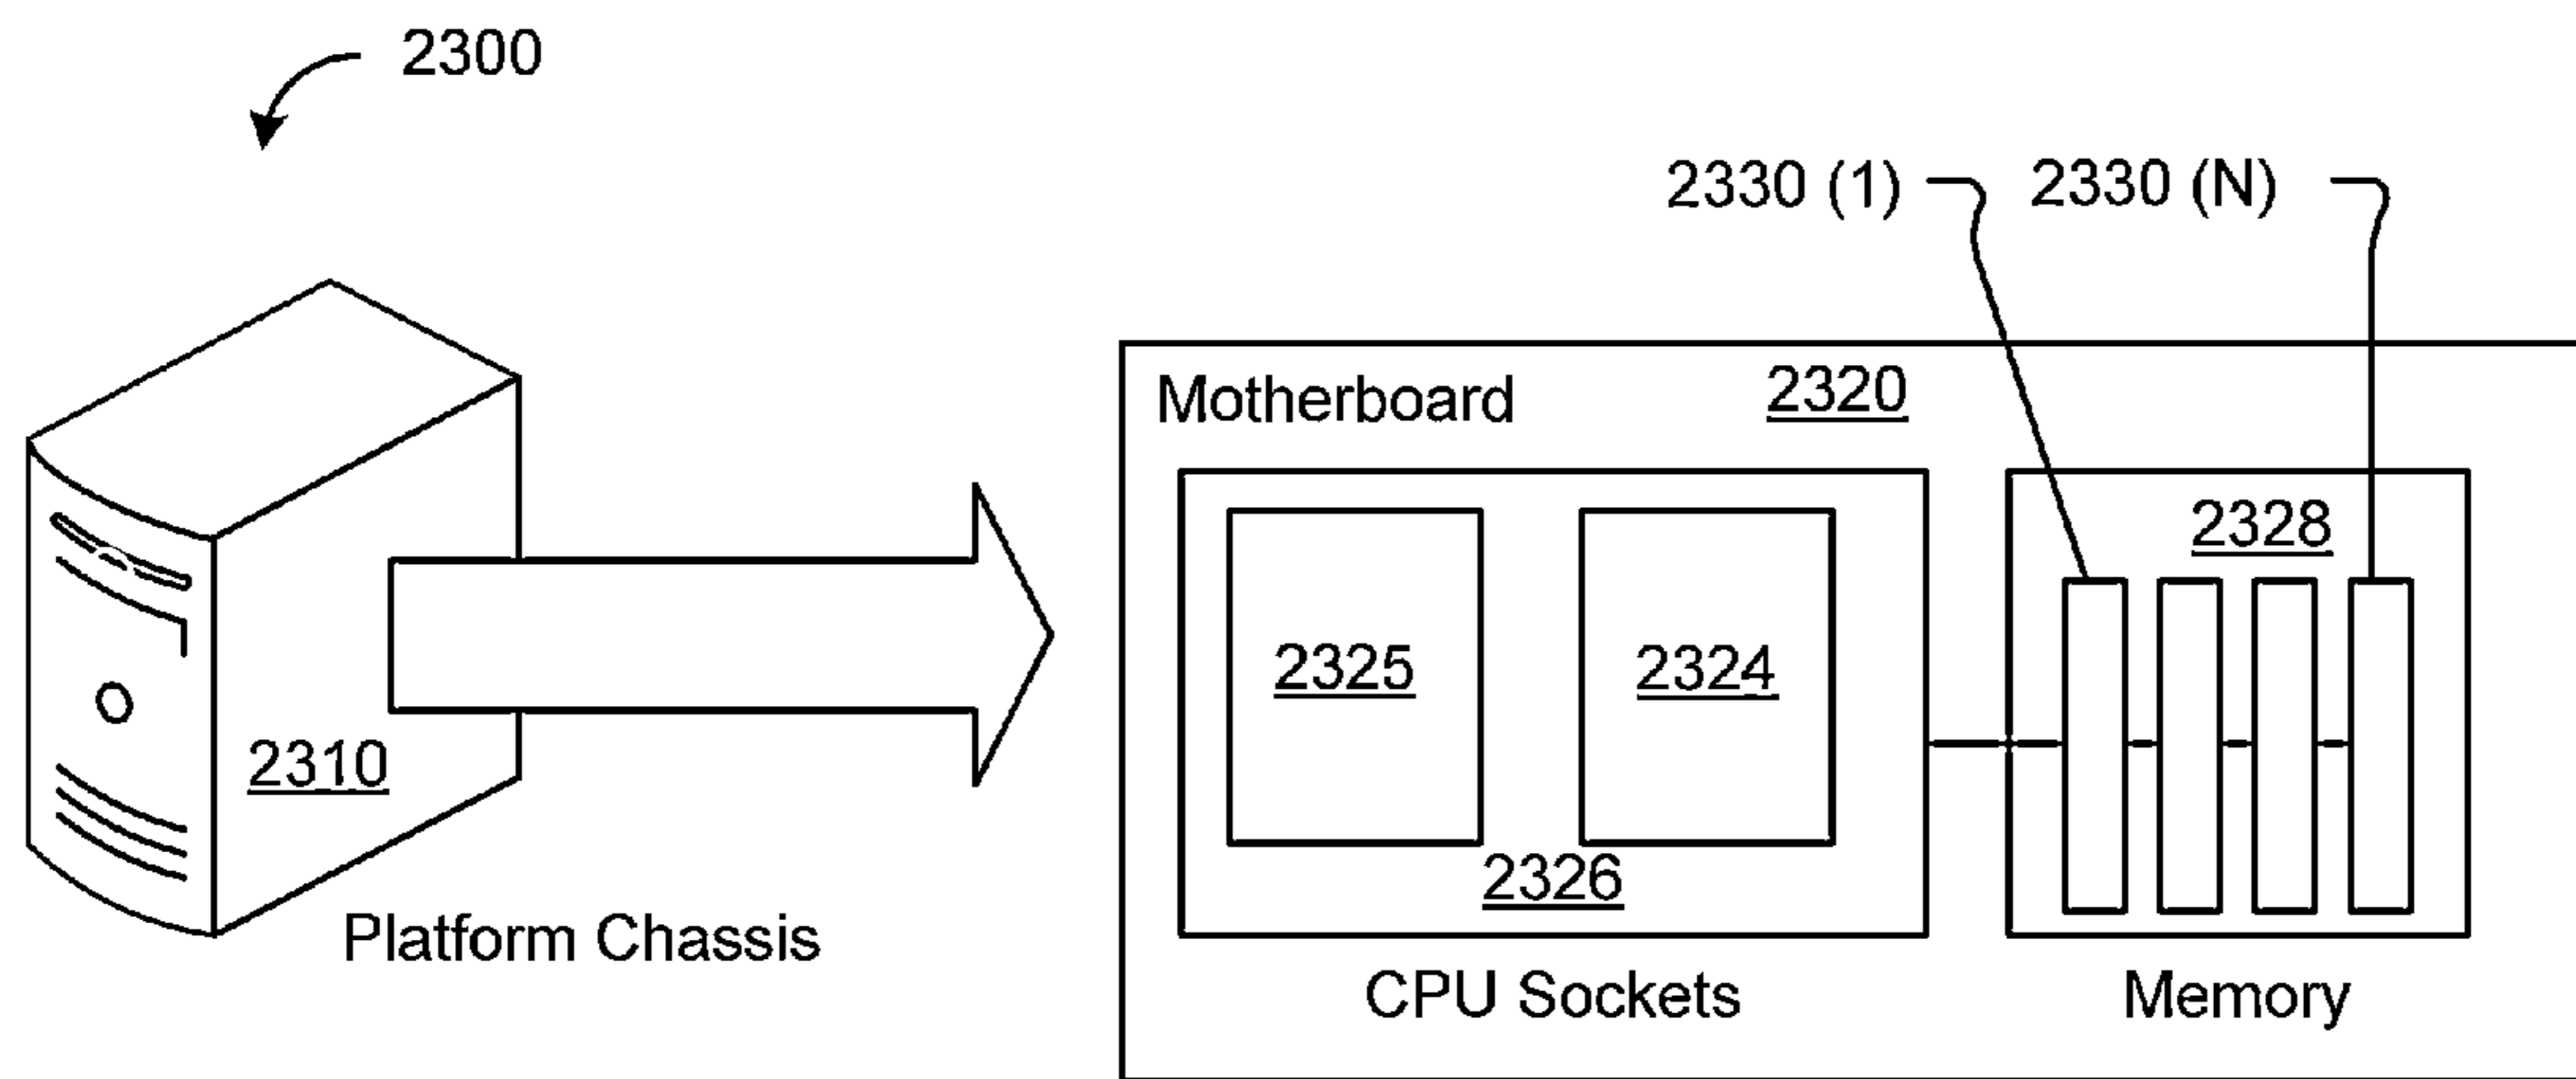 2300
2330 (1) 2330 (N)
Motherboard 2320
2328
2325 2324
2310
2326
Platform Chassis
CPU Sockets Memory